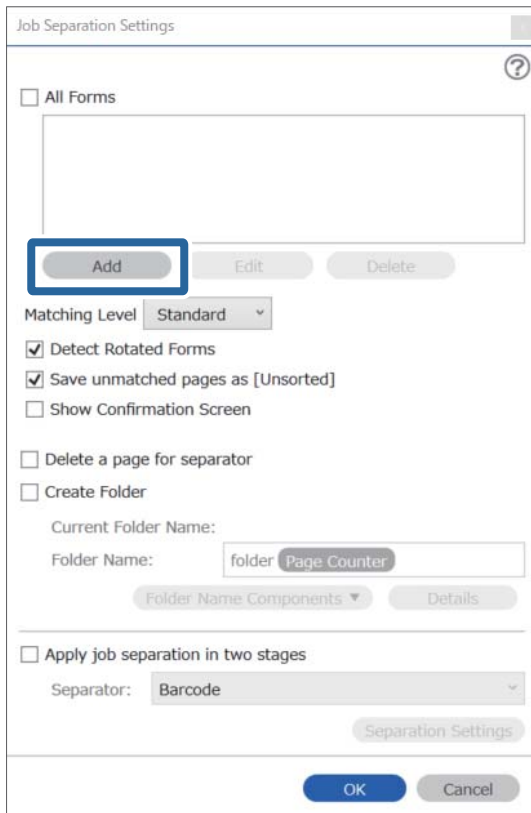 Job Separation Settings
?
All Forms
Add Edit Delete
Matching Level Standard
Detect Rotated Forms
Save unmatched pages as [Unsorted]
Show Confirmation Screen
Delete a page for separator
Create Folder
Current Folder Name:
Folder Name: folder Page Counter
Folder Name Components ▼ Details
Apply job separation in two stages
Separator: Barcode
Separation Settings
OK Cancel